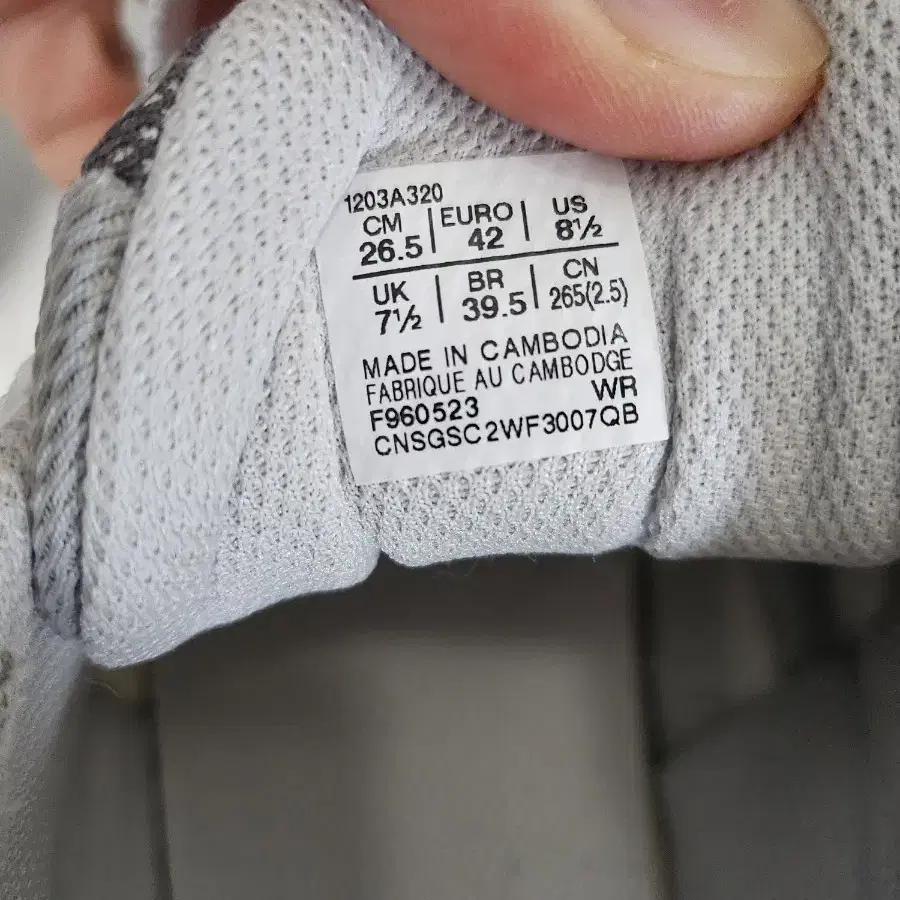 1203A320
CM | EURO | US
26.5 | 42 | 8½
UK | BR | CN
7½ | 39.5 | 265(2.5)
MADE IN CAMBODIA
FABRIQUE AU CAMBODGE
F960523 WR
CNSGSC2WF3007QB